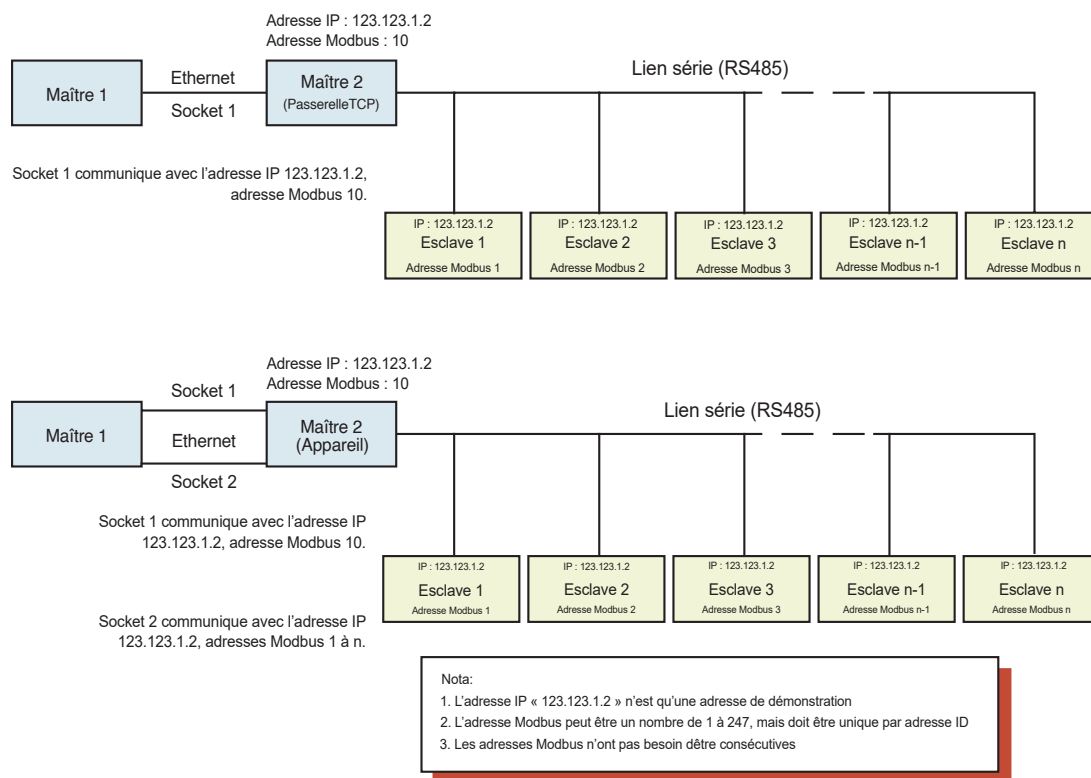 Adresse IP : 123.123.1.2
Adresse Modbus : 10
Maître 1
Ethernet
Socket 1
Maître 2
(PasserelleTCP)
Lien série (RS485)
Socket 1 communique avec l'adresse IP 123.123.1.2,
adresse Modbus 10.
IP : 123.123.1.2
Esclave 1
Adresse Modbus 1
IP : 123.123.1.2
Esclave 2
Adresse Modbus 2
IP : 123.123.1.2
Esclave 3
Adresse Modbus 3
IP : 123.123.1.2
Esclave n-1
Adresse Modbus n-1
IP : 123.123.1.2
Esclave n
Adresse Modbus n
Adresse IP : 123.123.1.2
Adresse Modbus : 10
Maître 1
Socket 1
Ethernet
Socket 2
Maître 2
(Appareil)
Lien série (RS485)
Socket 1 communique avec l'adresse IP
123.123.1.2, adresse Modbus 10.
Socket 2 communique avec l'adresse IP
123.123.1.2, adresses Modbus 1 à n.
IP : 123.123.1.2
Esclave 1
Adresse Modbus 1
IP : 123.123.1.2
Esclave 2
Adresse Modbus 2
IP : 123.123.1.2
Esclave 3
Adresse Modbus 3
IP : 123.123.1.2
Esclave n-1
Adresse Modbus n-1
IP : 123.123.1.2
Esclave n
Adresse Modbus n
Nota:
1. L'adresse IP « 123.123.1.2 » n'est qu'une adresse de démonstration
2. L'adresse Modbus peut être un nombre de 1 à 247, mais doit être unique par adresse ID
3. Les adresses Modbus n'ont pas besoin dêtre consécutives